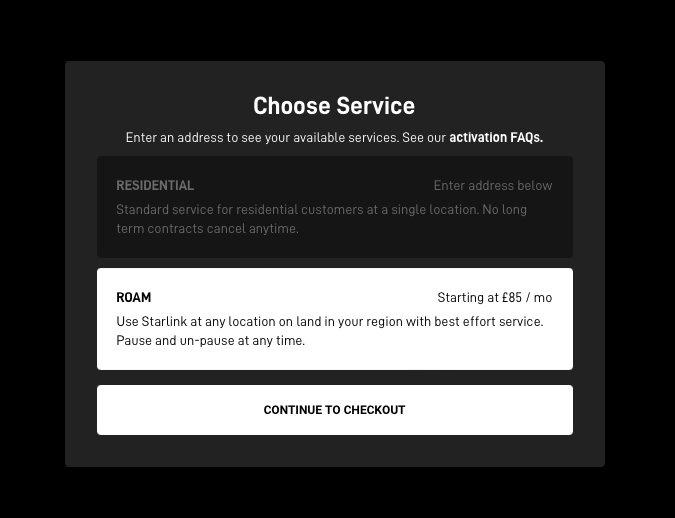 Choose Service
Enter an address to see your available services. See our activation FAQs.
RESIDENTIAL Enter address below
Standard service for residential customers at a single location. No long
term contracts cancel anytime.
ROAM Starting at £85 / mo
Use Starlink at any location on land in your region with best effort service.
Pause and un-pause at any time.
CONTINUE TO CHECKOUT